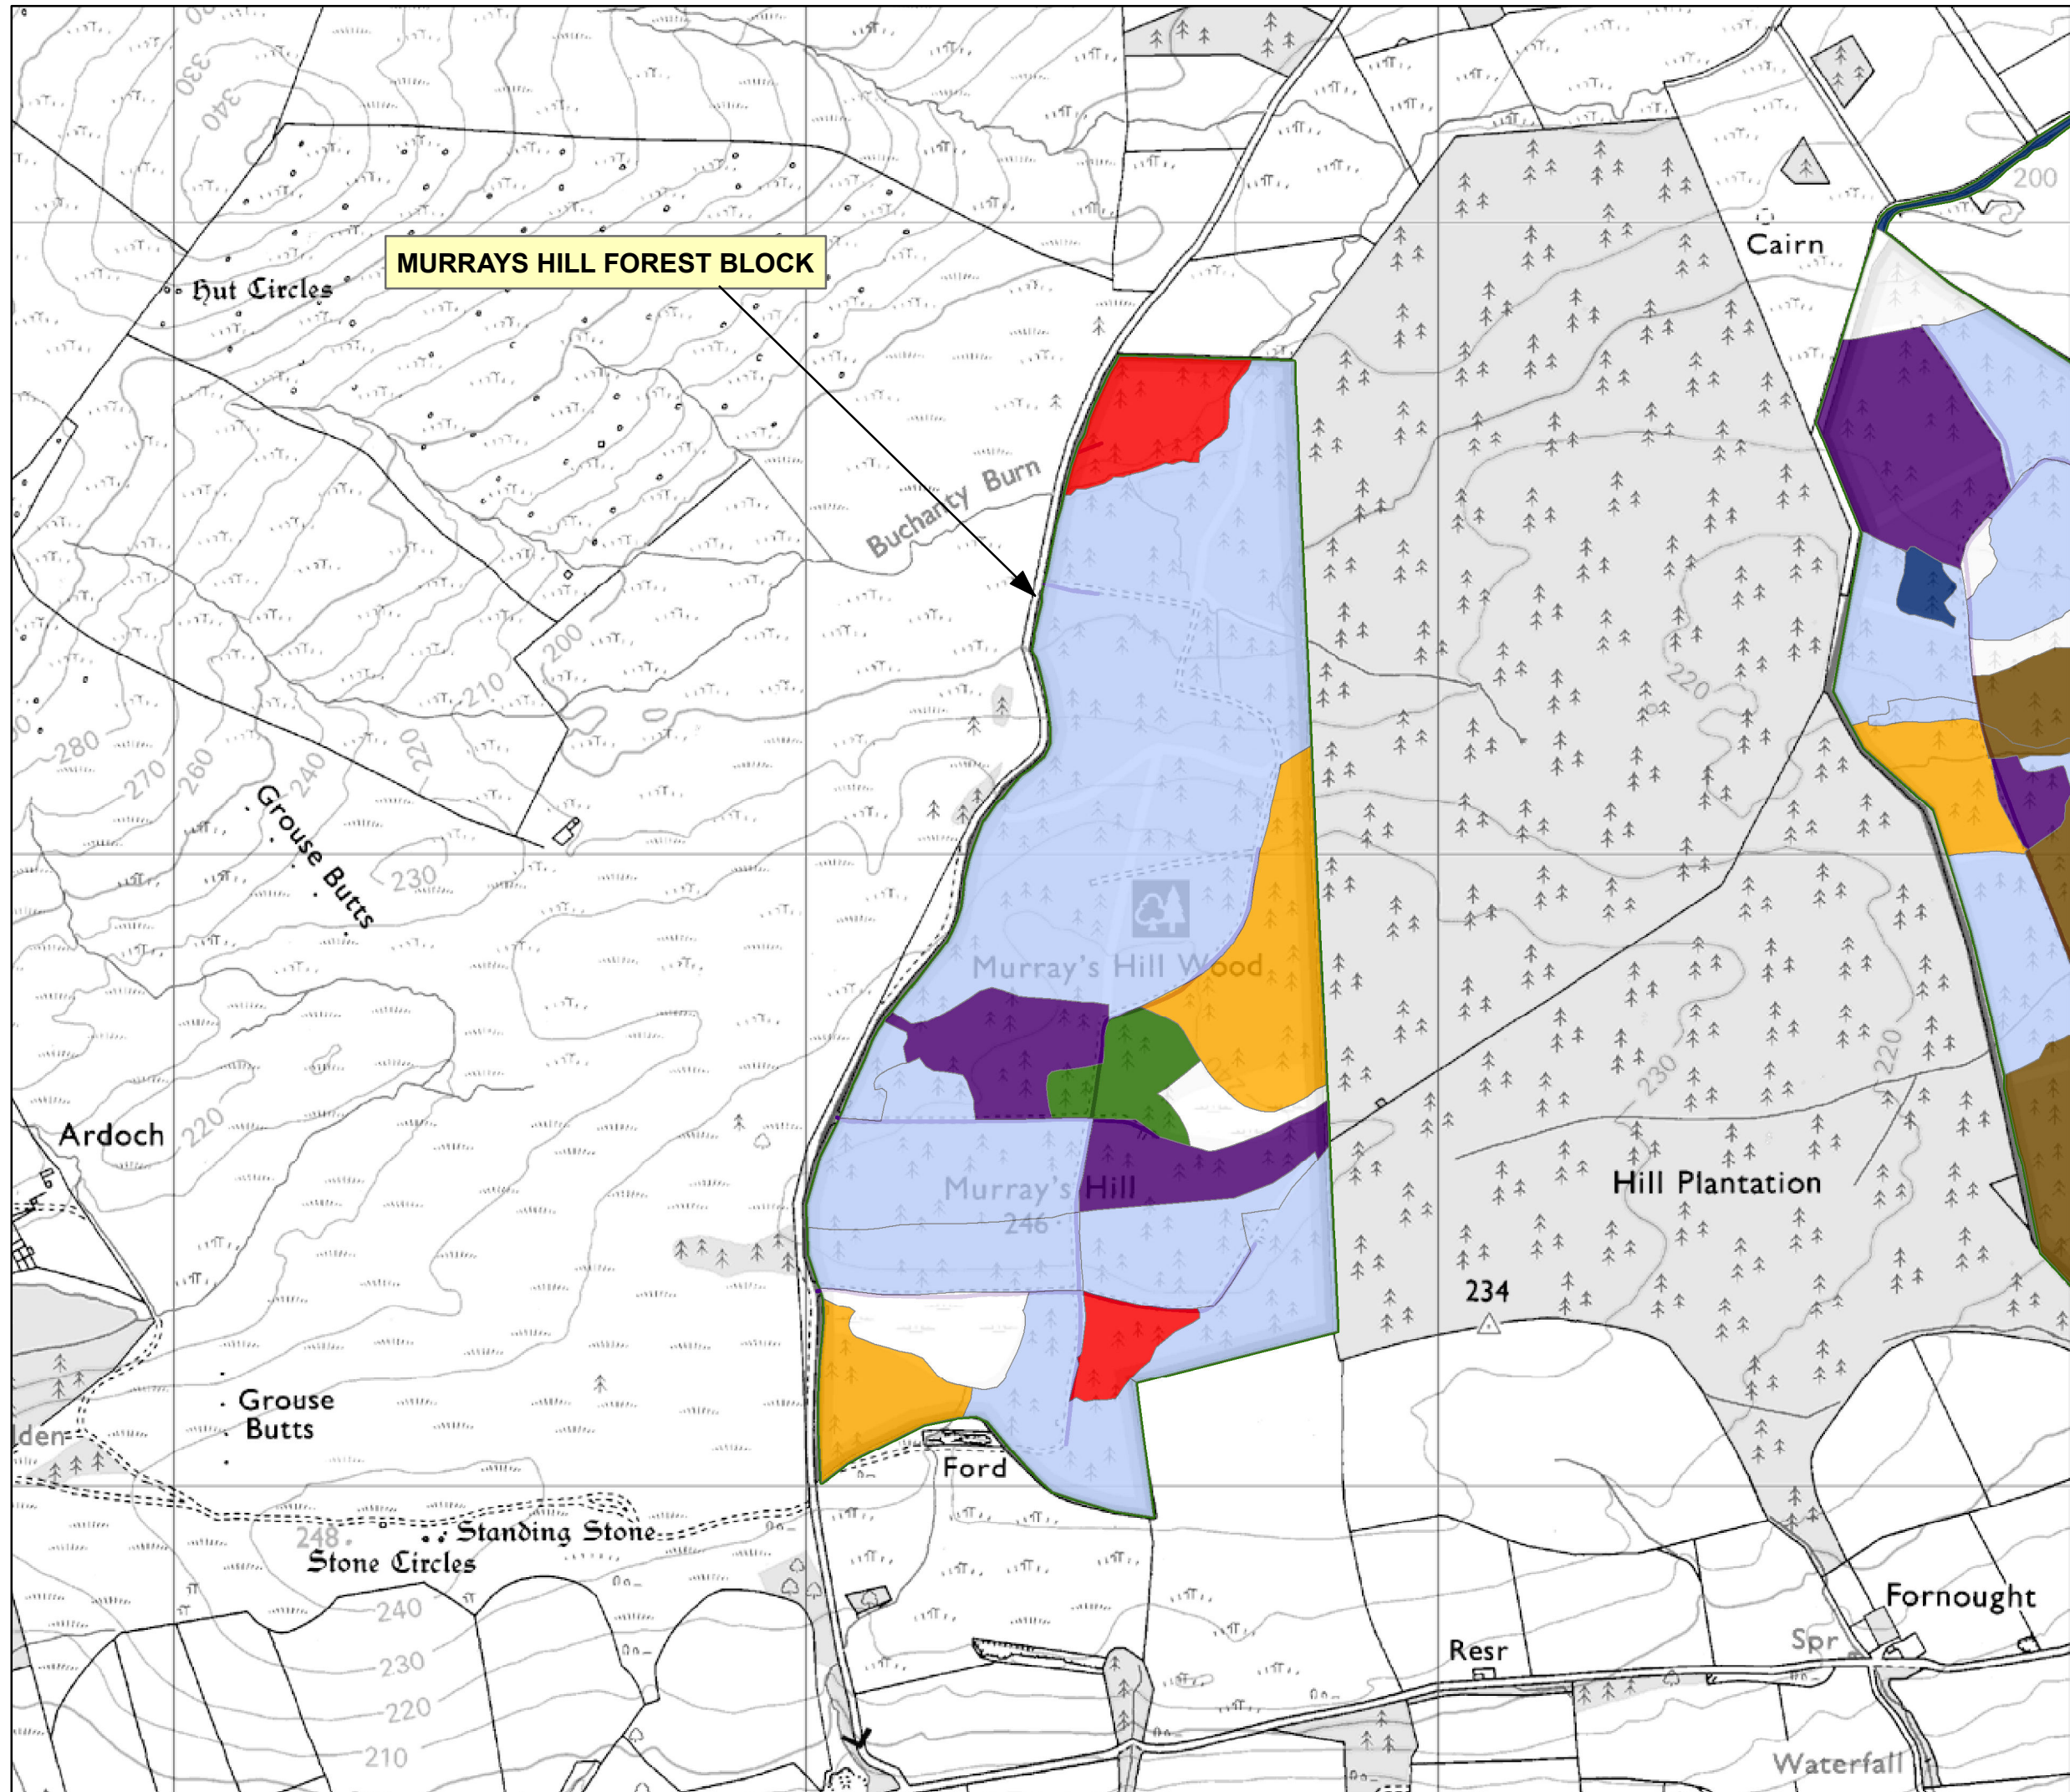 330
340
200
Cairn
MURRAYS HILL FOREST BLOCK
Hut Circles
Buchanty Burn
200
210
220
220
280
270
260
240
Grouse Butts
230
Murray's Hill Wood
230
220
220
Ardoch
Murray's Hill
246
Hill Plantation
234
Grouse
Butts
lden
Ford
248
Standing Stone
Stone Circles
240
Fornought
230
Resr
Spr
220
210
Waterfall